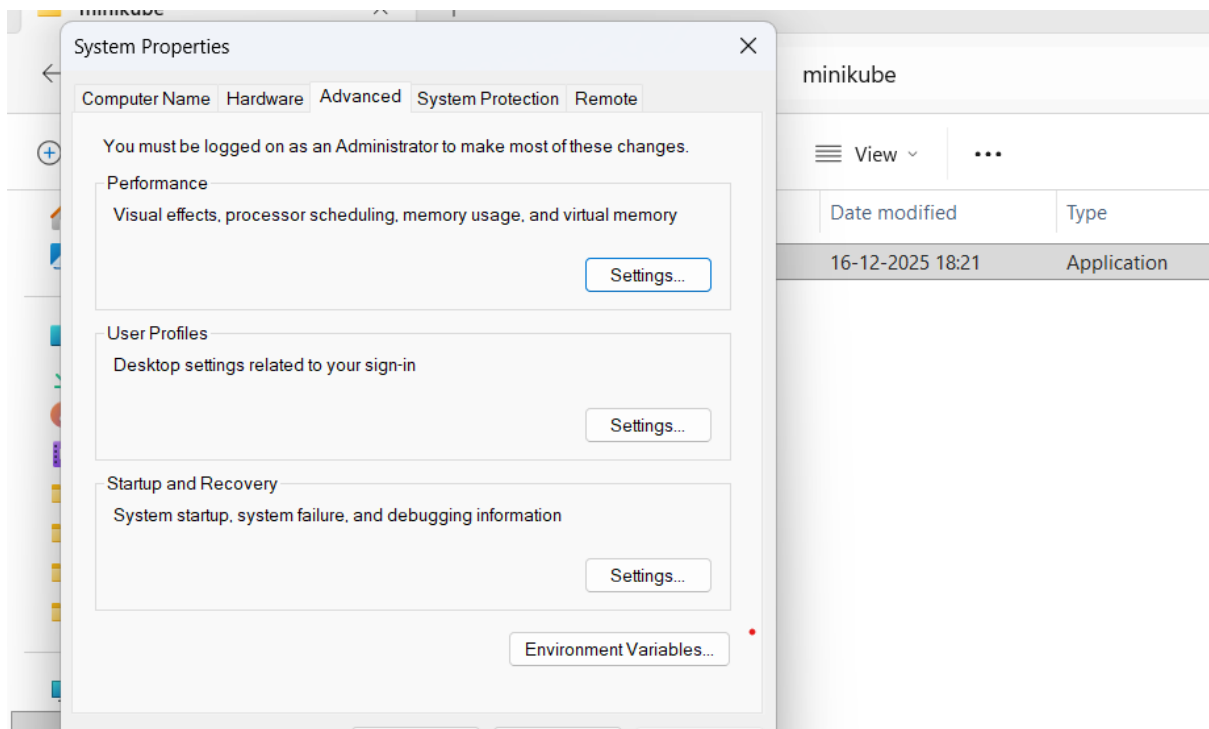 minikube
System Properties
minikube
Computer Name Hardware Advanced System Protection Remote
You must be logged on as an Administrator to make most of these changes.
View
Performance
Visual effects, processor scheduling, memory usage, and virtual memory
Date modified Type
Settings...
16-12-2025 18:21 Application
User Profiles
Desktop settings related to your sign-in
Settings...
Startup and Recovery
System startup, system failure, and debugging information
Settings...
Environment Variables...